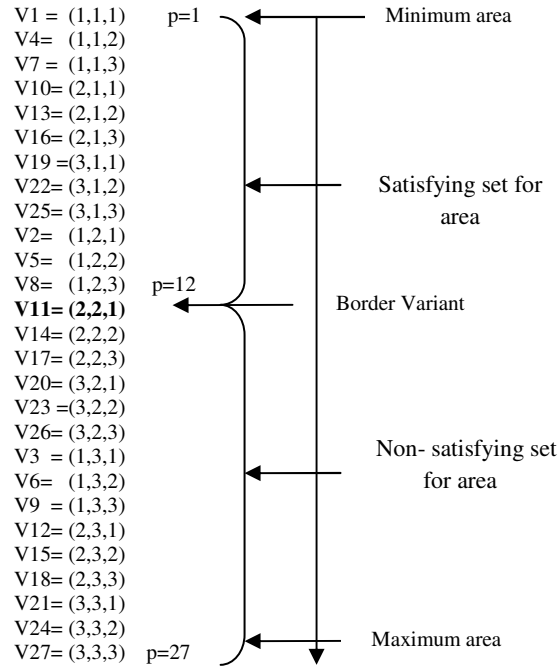 V1 = (1,1,1) p=1 Minimum area
V4= (1,1,2)
V7 = (1,1,3)
V10= (2,1,1)
V13= (2,1,2)
V16= (2,1,3)
V19 =(3,1,1)
V22= (3,1,2) Satisfying set for
V25= (3,1,3) area
V2= (1,2,1)
V5= (1,2,2)
V8= (1,2,3) p=12
V11= (2,2,1) Border Variant
V14= (2,2,2)
V17= (2,2,3)
V20= (3,2,1)
V23 =(3,2,2)
V26= (3,2,3)
V3 = (1,3,1) Non- satisfying set
V6= (1,3,2) for area
V9 = (1,3,3)
V12= (2,3,1)
V15= (2,3,2)
V18= (2,3,3)
V21= (3,3,1)
V24= (3,3,2) Maximum area
V27= (3,3,3) p=27